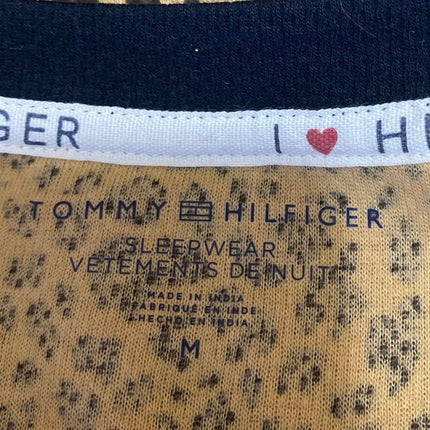 GER I ❤ H
TOMMY HILFIGER
SLEEPWEAR
VÊTEMENTS DE NUIT
MADE IN INDIA
FABRIQUÉ EN INDE
HECHO EN INDIA
M